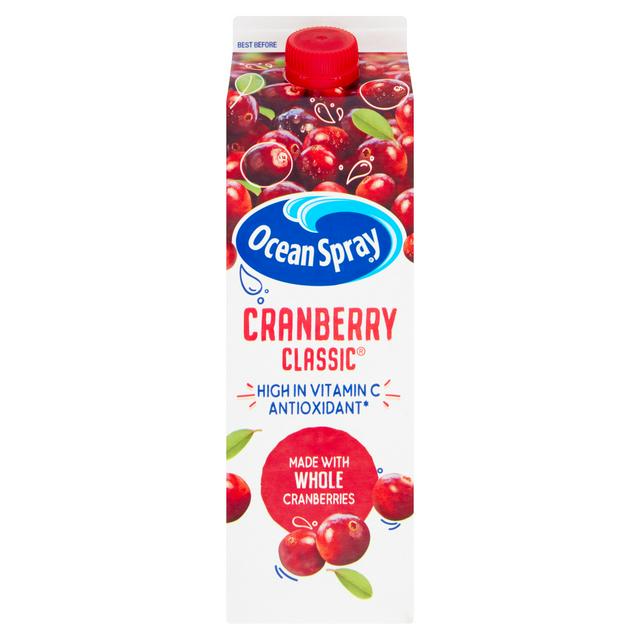 BEST BEFORE
Ocean Spray®
CRANBERRY
CLASSIC®
HIGH IN VITAMIN C
ANTIOXIDANT*
MADE WITH
WHOLE
CRANBERRIES